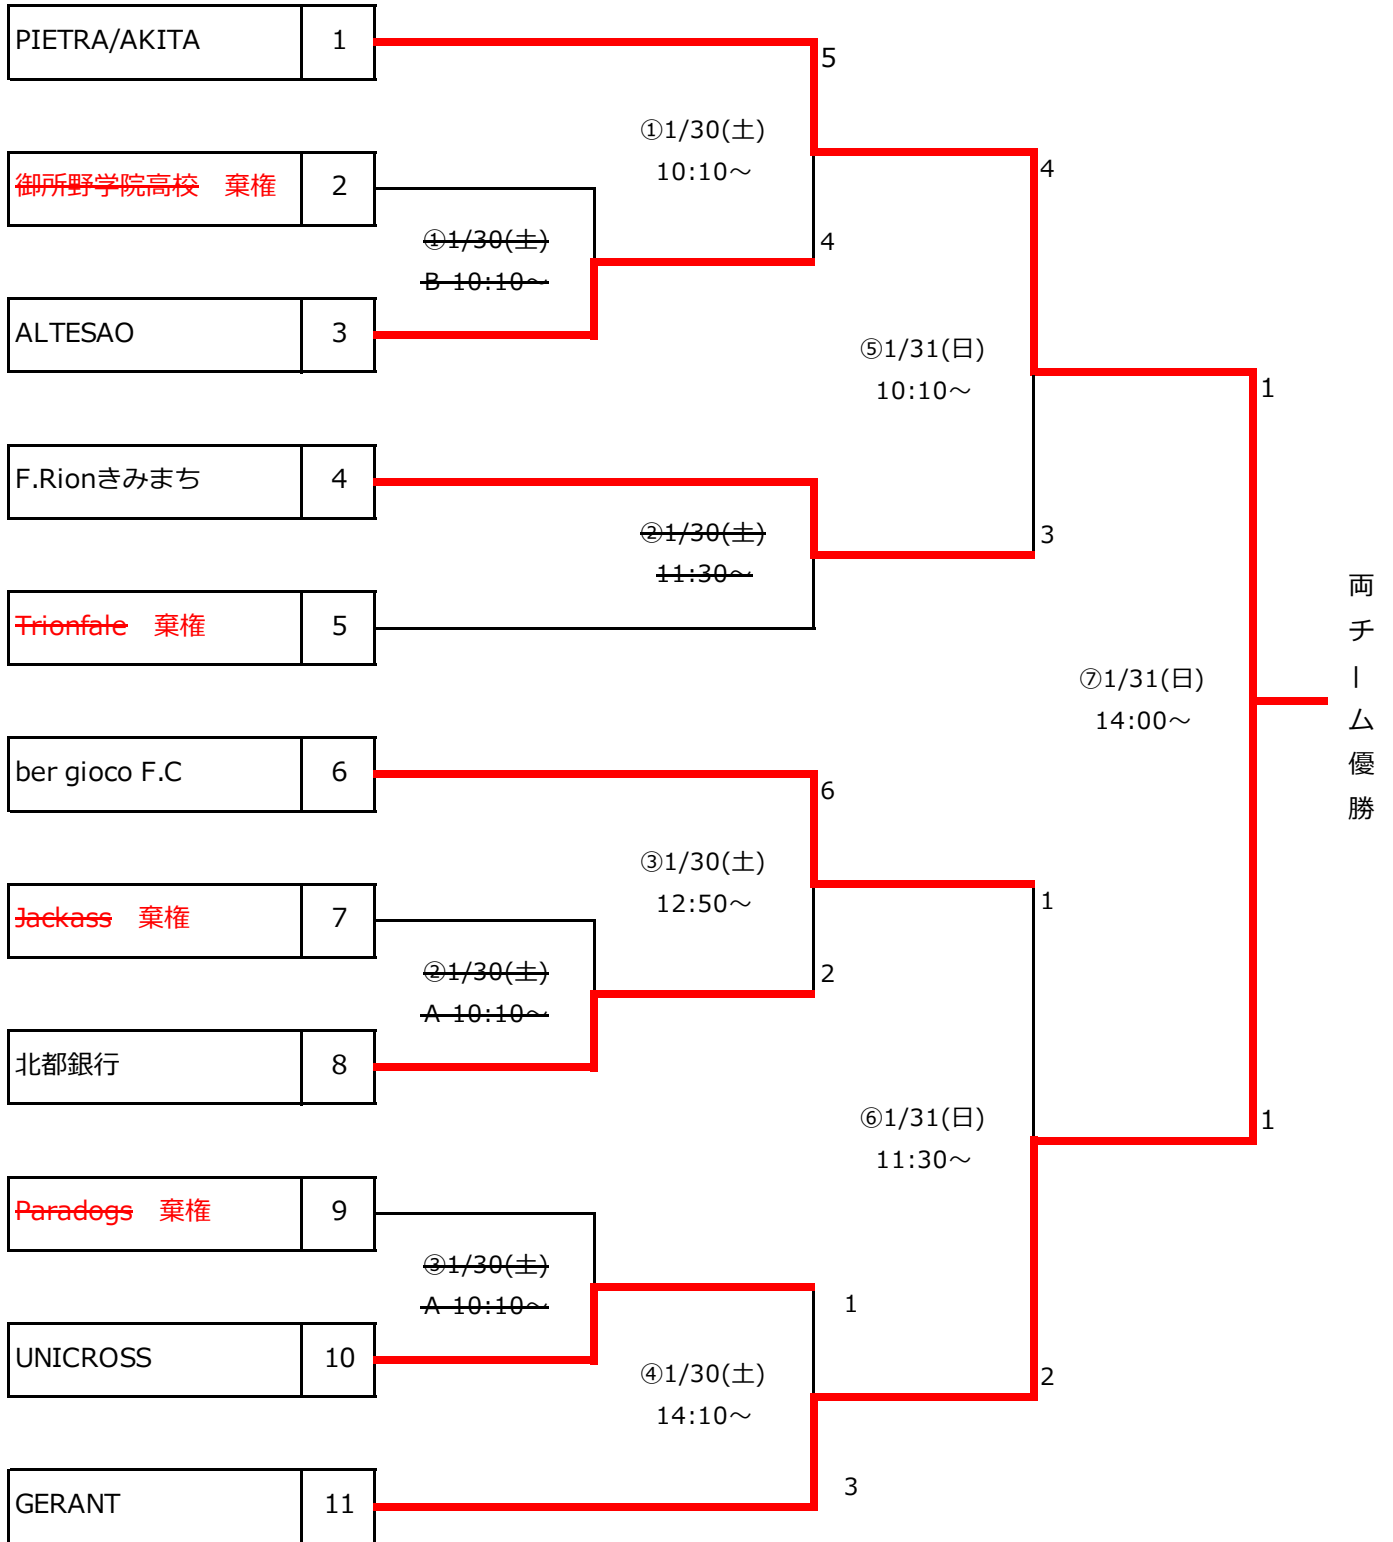 PIETRA/AKITA 1
5
①1/30(土)
10:10～
4
御所野学院高校　棄権 2
①1/30(土)
B 10:10～
4
ALTESAO 3
⑤1/31(日)
10:10～
1
F.Rionきみまち 4
②1/30(土)
11:30～
3
Trionfale　棄権 5
両チーム優勝
⑦1/31(日)
14:00～
ber gioco F.C 6
6
③1/30(土)
12:50～
1
Jackass　棄権 7
②1/30(土)
A 10:10～
2
北都銀行 8
⑥1/31(日)
11:30～
1
Paradogs　棄権 9
③1/30(土)
A 10:10～
1
UNICROSS 10
④1/30(土)
14:10～
2
3
GERANT 11